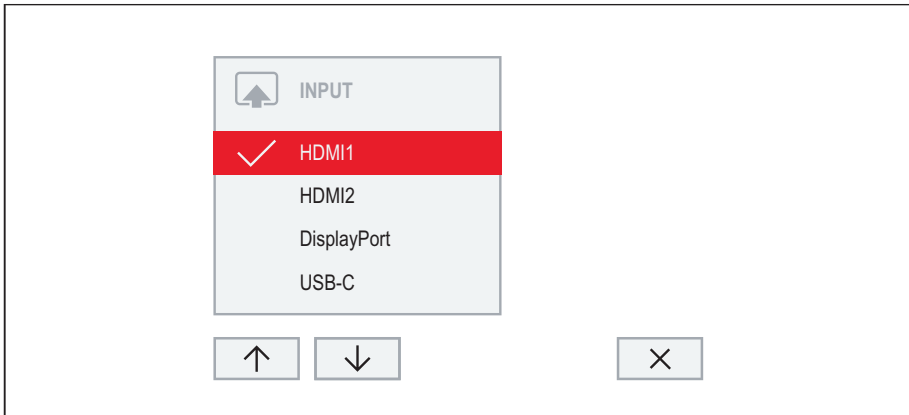 INPUT
HDMI1
HDMI2
DisplayPort
USB-C